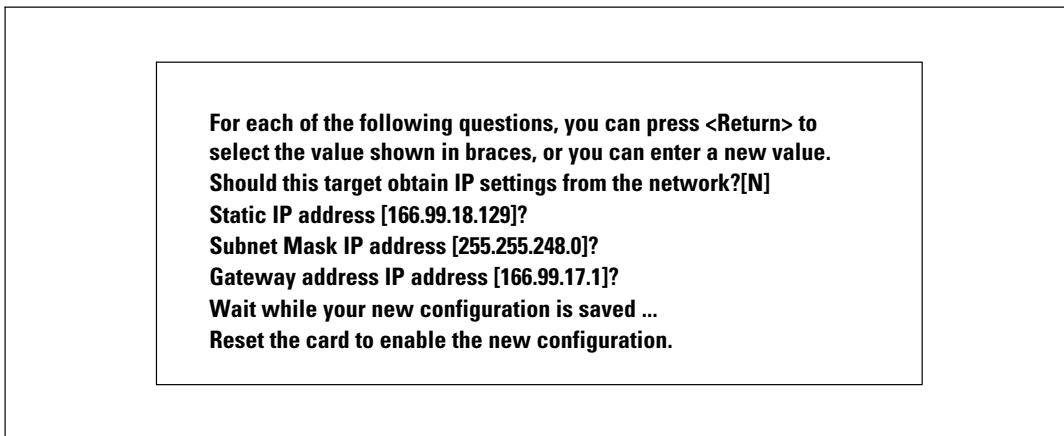 For each of the following questions, you can press <Return> to
select the value shown in braces, or you can enter a new value.
Should this target obtain IP settings from the network?[N]
Static IP address [166.99.18.129]?
Subnet Mask IP address [255.255.248.0]?
Gateway address IP address [166.99.17.1]?
Wait while your new configuration is saved ...
Reset the card to enable the new configuration.